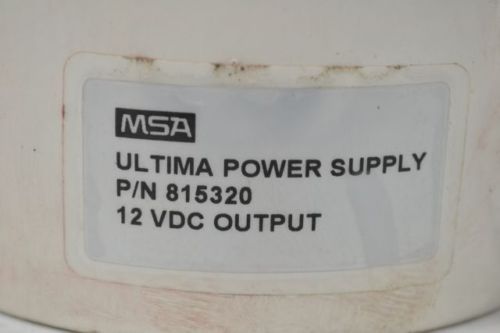 MSA
ULTIMA POWER SUPPLY
P/N 815320
12 VDC OUTPUT